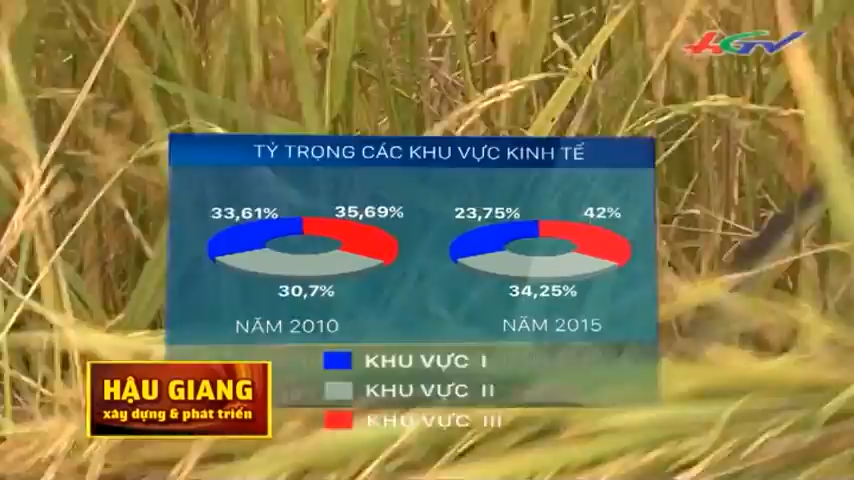 HGTV
TỶ TRỌNG CÁC KHU VỰC KINH TẾ
33,61% 35,69%
30,7%
NĂM 2010
23,75% 42%
34,25%
NĂM 2015
KHU VỰC I
KHU VỰC II
KHU VỰC III
HẬU GIANG
xây dựng & phát triển